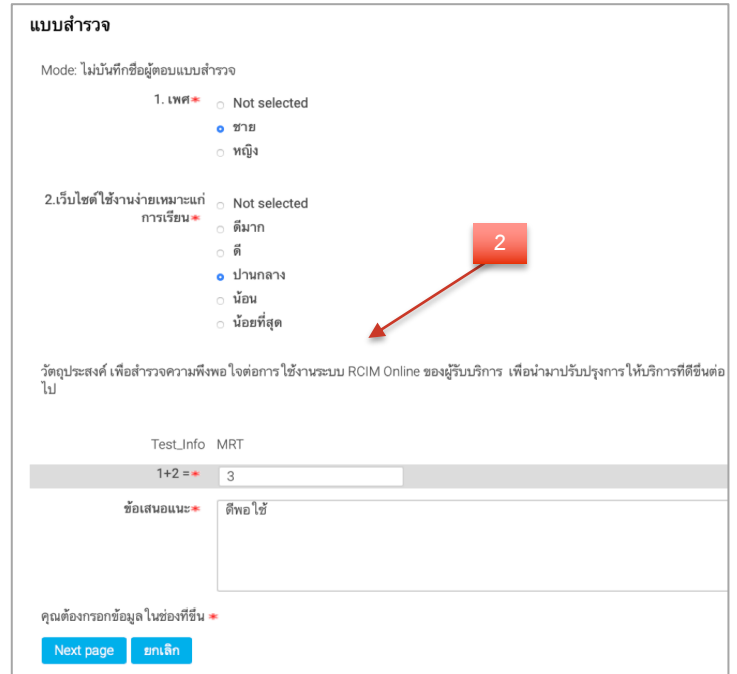 แบบสำรวจ
Mode: ไม่บันทึกชื่อผู้ตอบแบบสำรวจ
1. เพศ*
Not selected
ชาย
หญิง
2.เว็บไซต์ใช้งานง่ายเหมาะแก่
การเรียน*
Not selected
ดีมาก
ดี
ปานกลาง
น้อน
น้อยที่สุด
2
วัตถุประสงค์ เพื่อสำรวจความพึงพอใจต่อการใช้งานระบบ RCIM Online ของผู้รับบริการ เพื่อนำมาปรับปรุงการให้บริการที่ดีขึ้นต่อ
ไป
Test_Info MRT
1+2 =* 3
ข้อเสนอแนะ* ดีพอใช้
คุณต้องกรอกข้อมูลในช่องที่ขึ้น *
Next page ยกเลิก